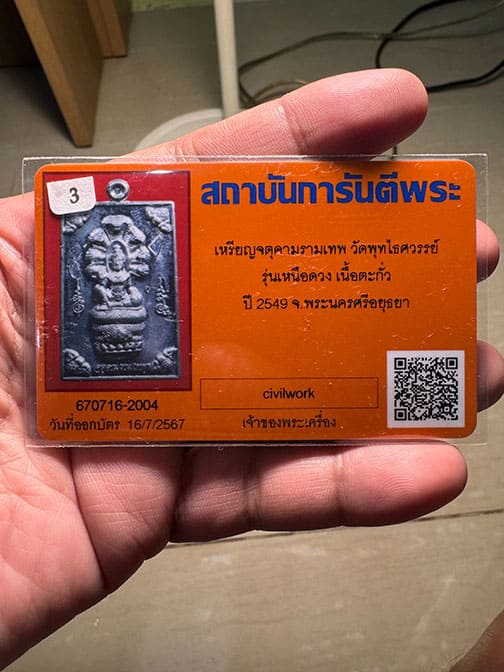 3
สถาบันการันตีพระ
เหรียญจตุคามรามเทพ วัดพุทไธศวรรย์
รุ่นเหนือดวง เนื้อตะกั่ว
ปี 2549 จ.พระนครศรีอยุธยา
civilwork
เจ้าของพระเครื่อง
670716-2004
วันที่ออกบัตร 16/7/2567